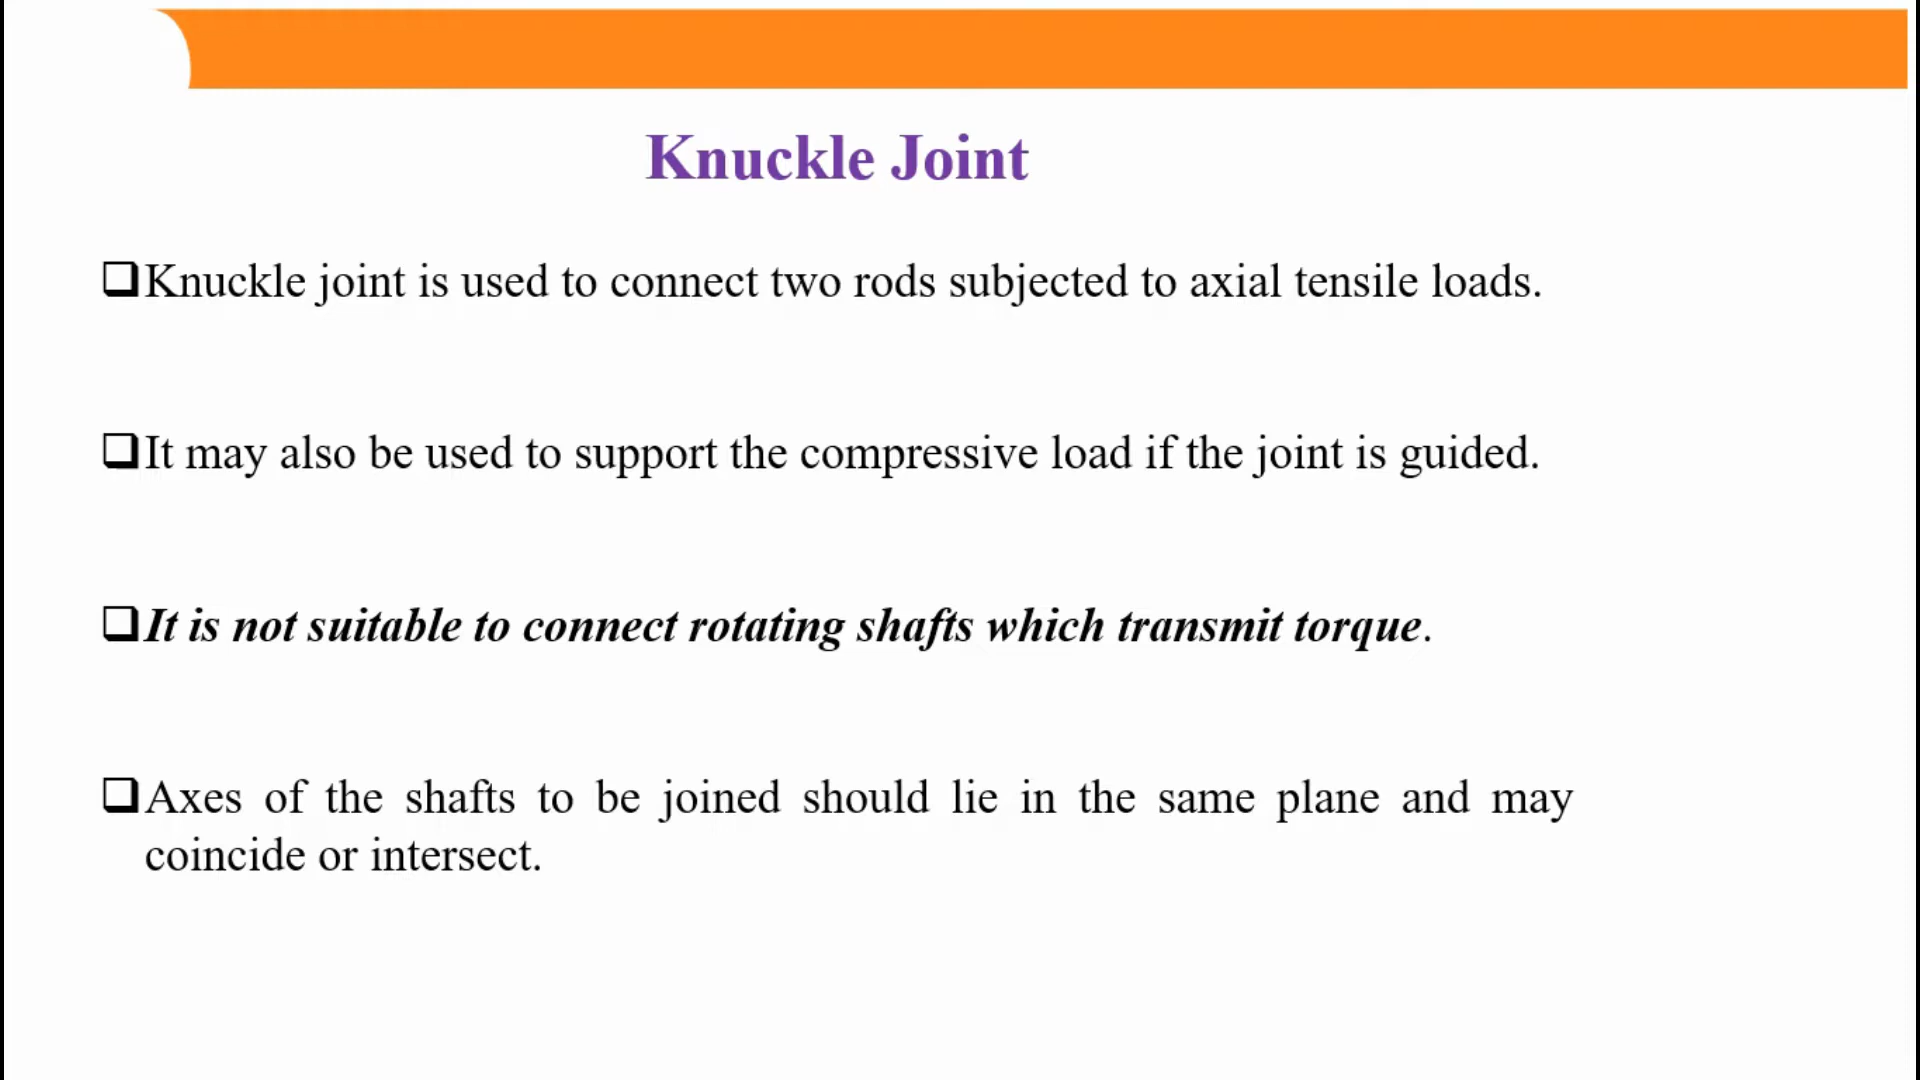 Knuckle Joint
❑Knuckle joint is used to connect two rods subjected to axial tensile loads.
❑It may also be used to support the compressive load if the joint is guided.
❑It is not suitable to connect rotating shafts which transmit torque.
❑Axes of the shafts to be joined should lie in the same plane and may
coincide or intersect.